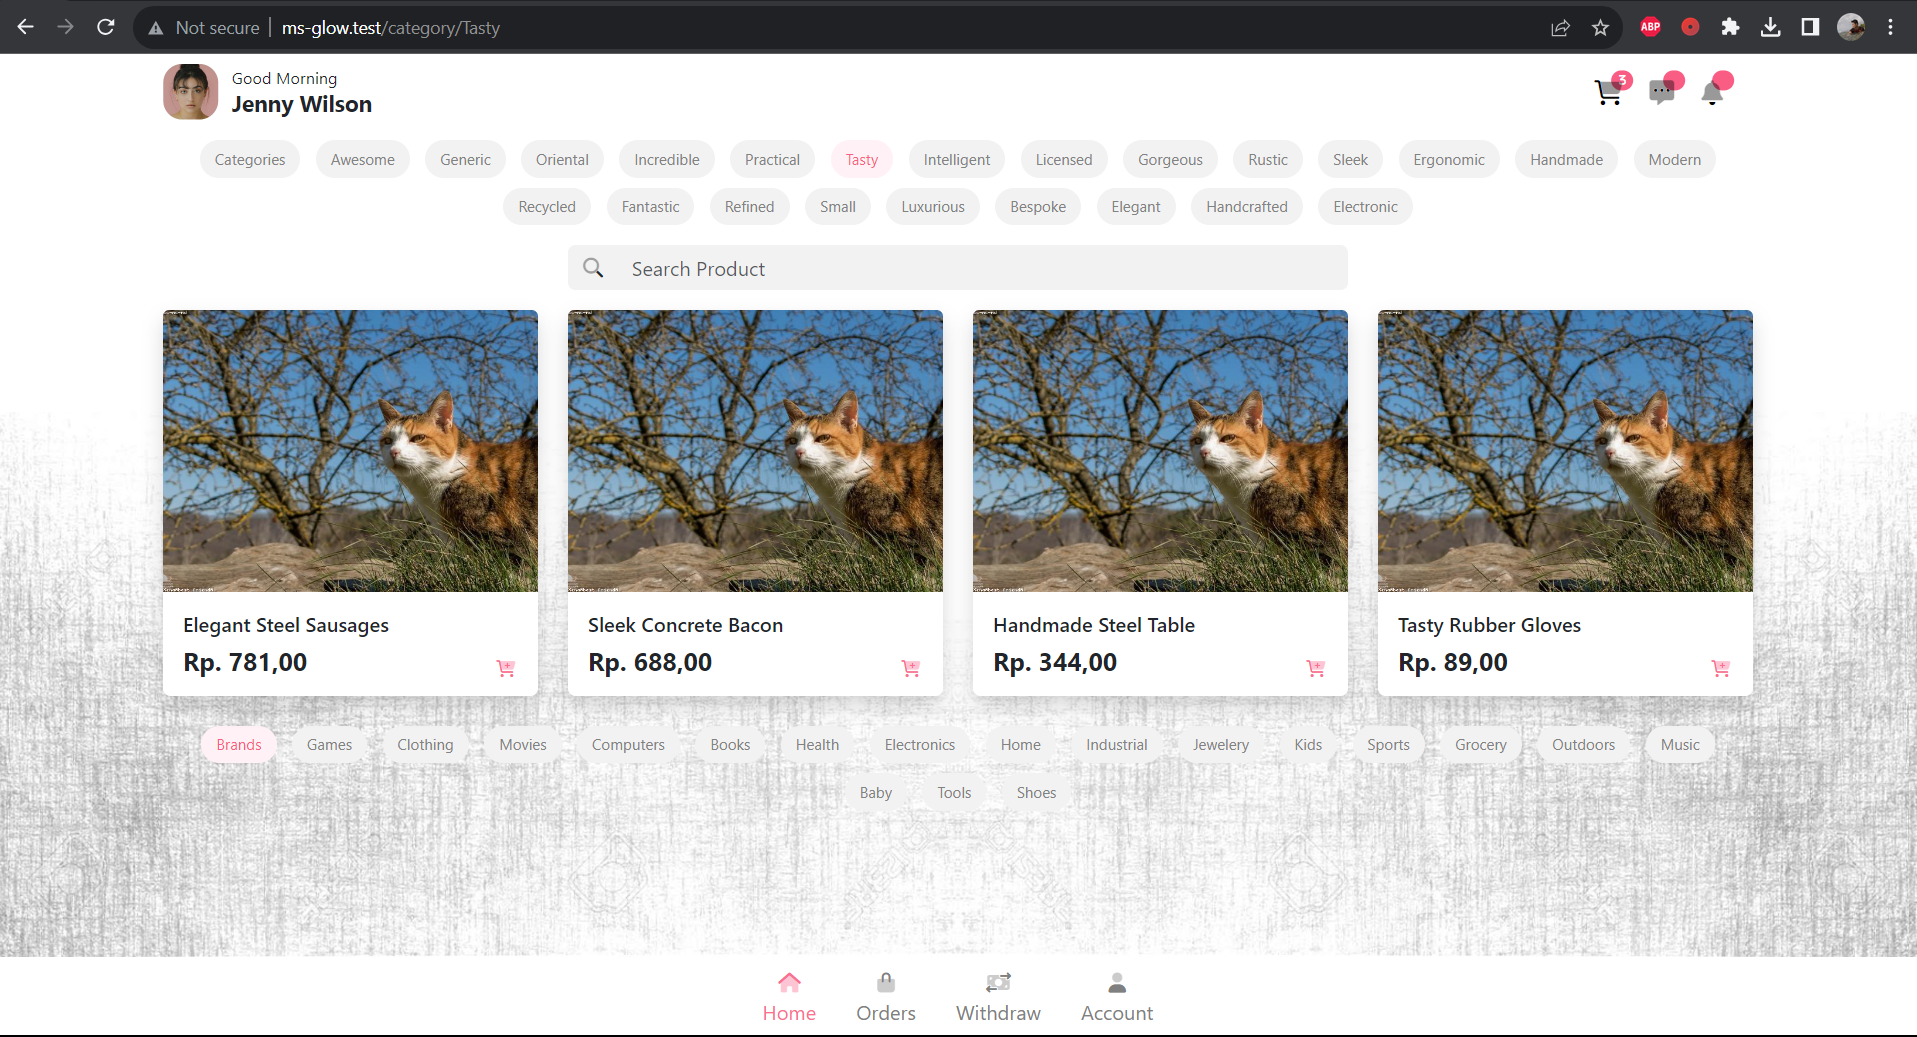 Not secure
ms-glow.test/category/Tasty
ABP
Good Morning
Jenny Wilson
3
Categories Awesome Generic Oriental Incredible Practical Tasty Intelligent Licensed Gorgeous Rustic Sleek Ergonomic Handmade Modern
Recycled Fantastic Refined Small Luxurious Bespoke Elegant Handcrafted Electronic
Search Product
Elegant Steel Sausages
Rp. 781,00
Sleek Concrete Bacon
Rp. 688,00
Handmade Steel Table
Rp. 344,00
Tasty Rubber Gloves
Rp. 89,00
Brands Games Clothing Movies Computers Books Health Electronics Home Industrial Jewelery Kids Sports Grocery Outdoors Music
Baby Tools Shoes
Home Orders Withdraw Account